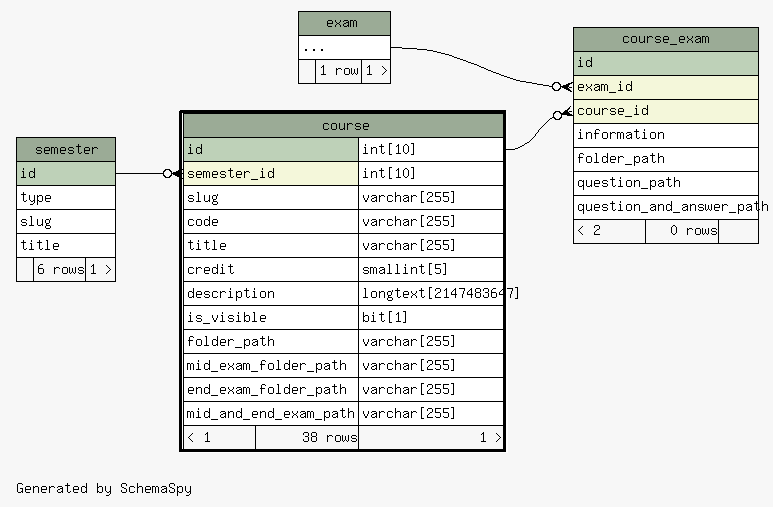 exam
...
1 row 1 >
course_exam
id
exam_id
course_id
information
folder_path
question_path
question_and_answer_path
< 2 0 rows
semester
id
type
slug
title
6 rows 1 >
course
id int[10]
semester_id int[10]
slug varchar[255]
code varchar[255]
title varchar[255]
credit smallint[5]
description longtext[2147483647]
is_visible bit[1]
folder_path varchar[255]
mid_exam_folder_path varchar[255]
end_exam_folder_path varchar[255]
mid_and_end_exam_path varchar[255]
< 1 38 rows 1 >
Generated by SchemaSpy